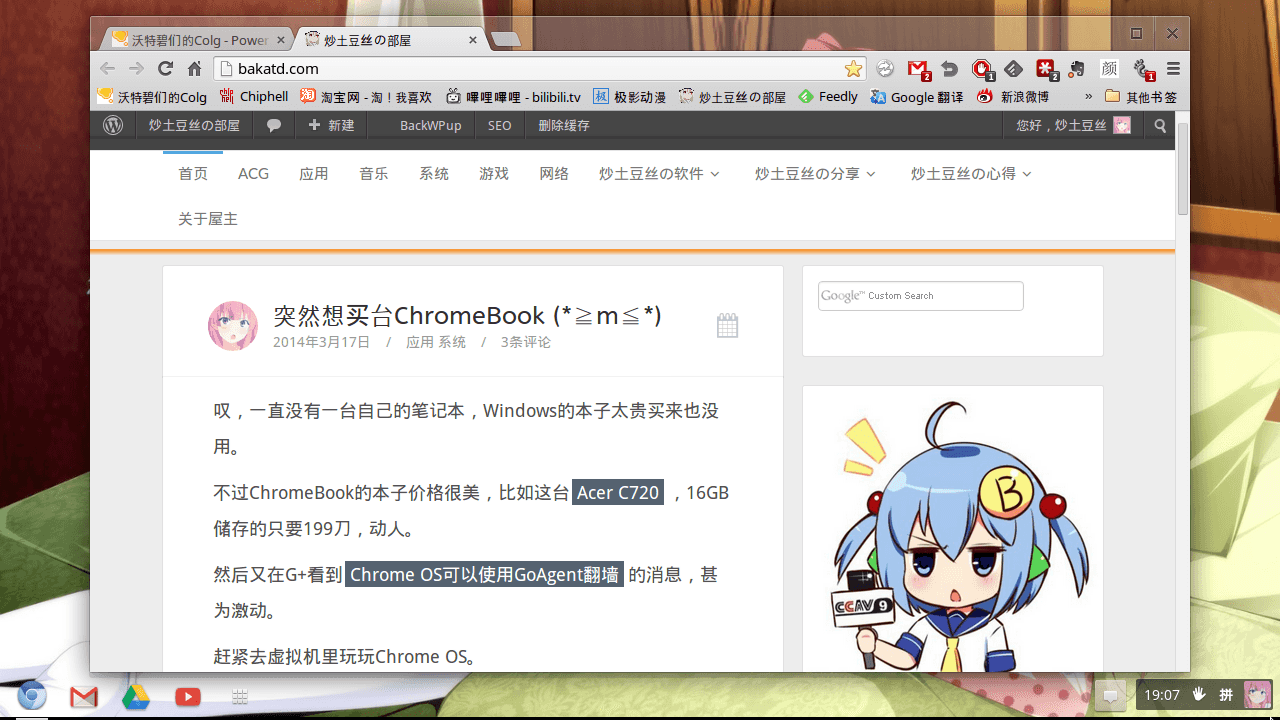 沃特碧们的Colg - Power
炒土豆丝の部屋
bakatd.com
2
1
2
1
颜
沃特碧们的Colg
Chiphell
淘宝网 - 淘！我喜欢
嗶哩嗶哩 - bilibili.tv
极影动漫
炒土豆丝の部屋
Feedly
Google 翻译
新浪微博
»
其他书签
炒土豆丝の部屋
新建
BackWPup
SEO
删除缓存
您好，炒土豆丝
首页
ACG
应用
音乐
系统
游戏
网络
炒土豆丝の软件
炒土豆丝の分享
炒土豆丝の心得
关于屋主
突然想买台ChromeBook (*≧m≦*)
2014年3月17日 / 应用 系统 / 3条评论
Google™ Custom Search
叹，一直没有一台自己的笔记本，Windows的本子太贵买来也没
用。
不过ChromeBook的本子价格很美，比如这台 Acer C720 ，16GB
储存的只要199刀，动人。
然后又在G+看到 Chrome OS可以使用GoAgent翻墙 的消息，甚
为激动。
赶紧去虚拟机里玩玩Chrome OS。
B
CCAV 9
19:07
拼